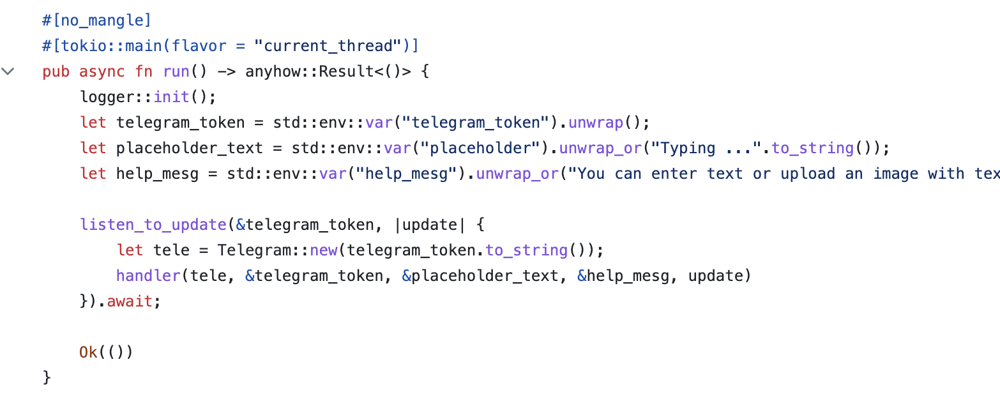 #[no_mangle]
#[tokio::main(flavor = "current_thread")]
pub async fn run() -> anyhow::Result<()> {
    logger::init();
    let telegram_token = std::env::var("telegram_token").unwrap();
    let placeholder_text = std::env::var("placeholder").unwrap_or("Typing ...".to_string());
    let help_mesg = std::env::var("help_mesg").unwrap_or("You can enter text or upload an image with tex

    listen_to_update(&telegram_token, |update| {
        let tele = Telegram::new(telegram_token.to_string());
        handler(tele, &telegram_token, &placeholder_text, &help_mesg, update)
    }).await;

    Ok(())
}